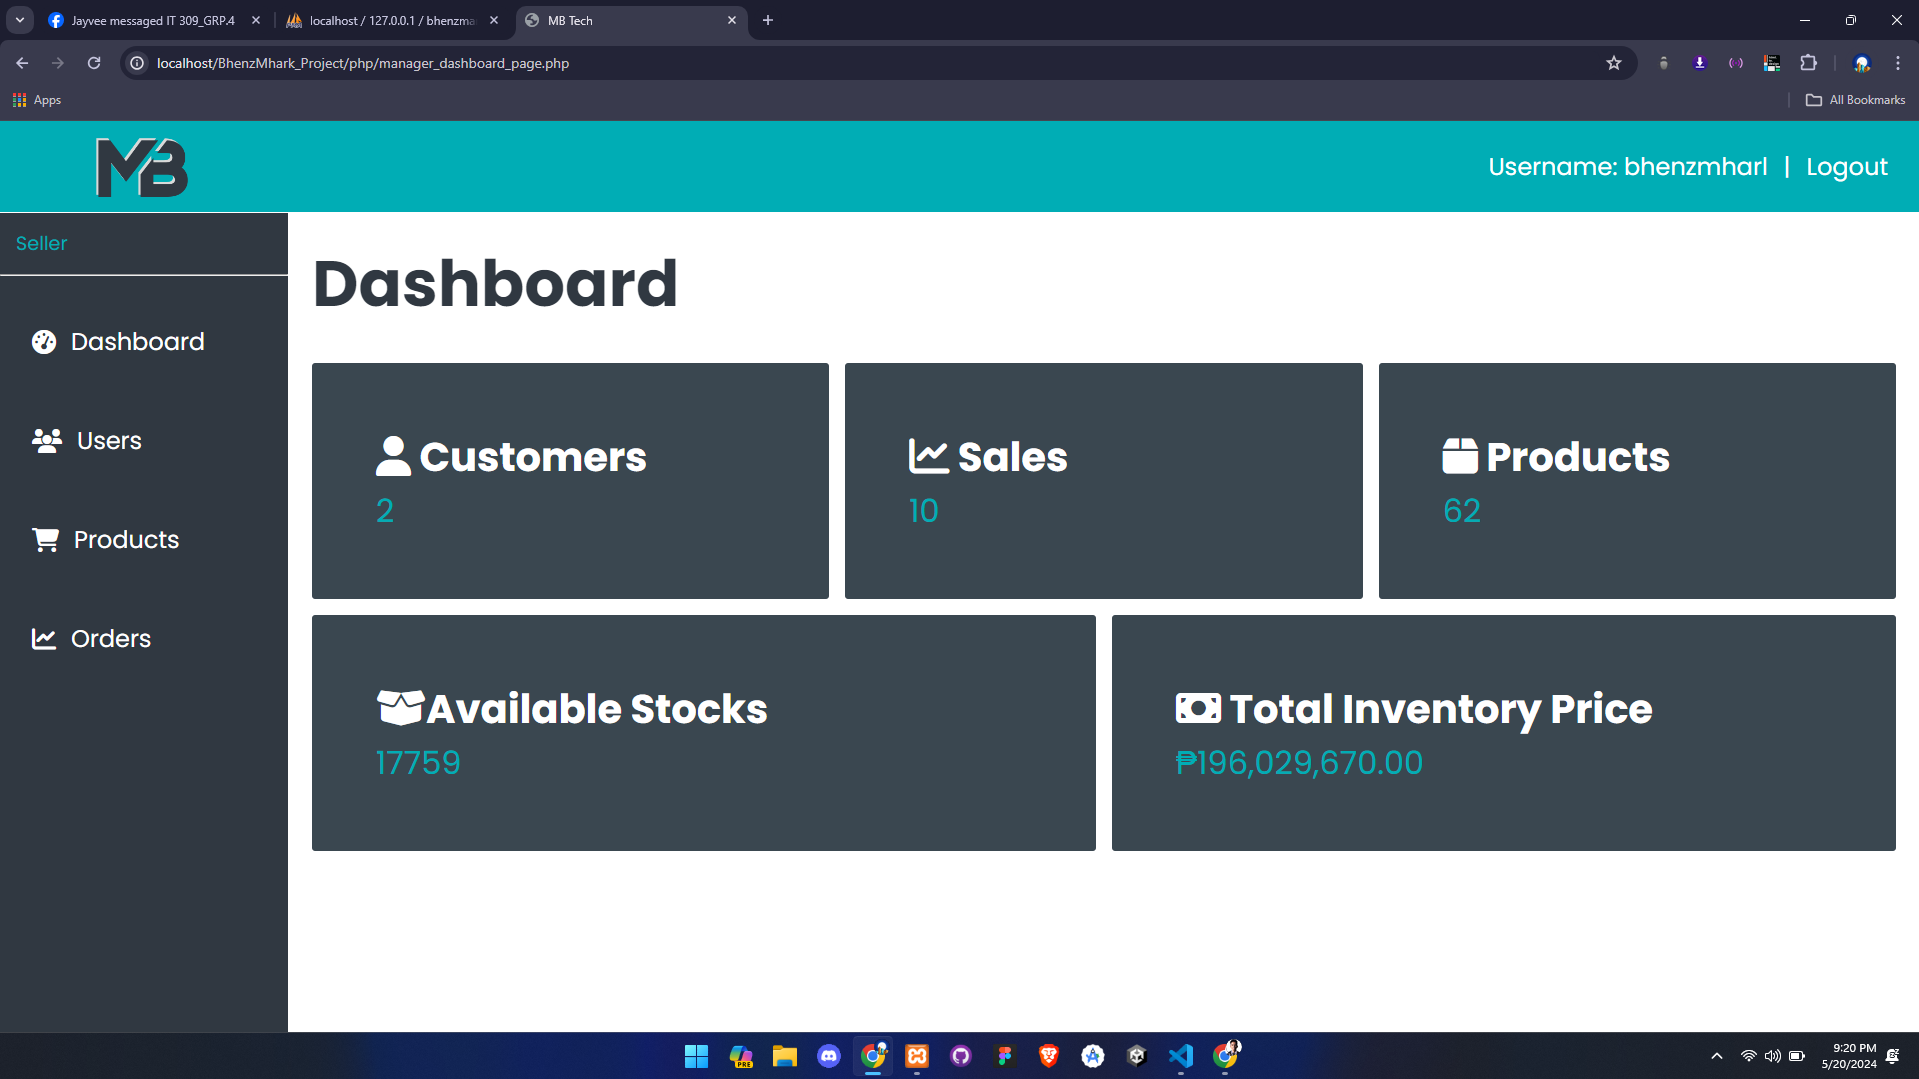 Jayvee messaged IT 309_GRP.4
localhost / 127.0.0.1 / bhenzma
MB Tech
localhost/BhenzMhark_Project/php/manager_dashboard_page.php
Apps
All Bookmarks
MB
Username: bhenzmharl | Logout
Seller
Dashboard
Users
Products
Orders
Dashboard
Customers
2
Sales
10
Products
62
Available Stocks
17759
Total Inventory Price
₱196,029,670.00
PRE
9:20 PM
5/20/2024